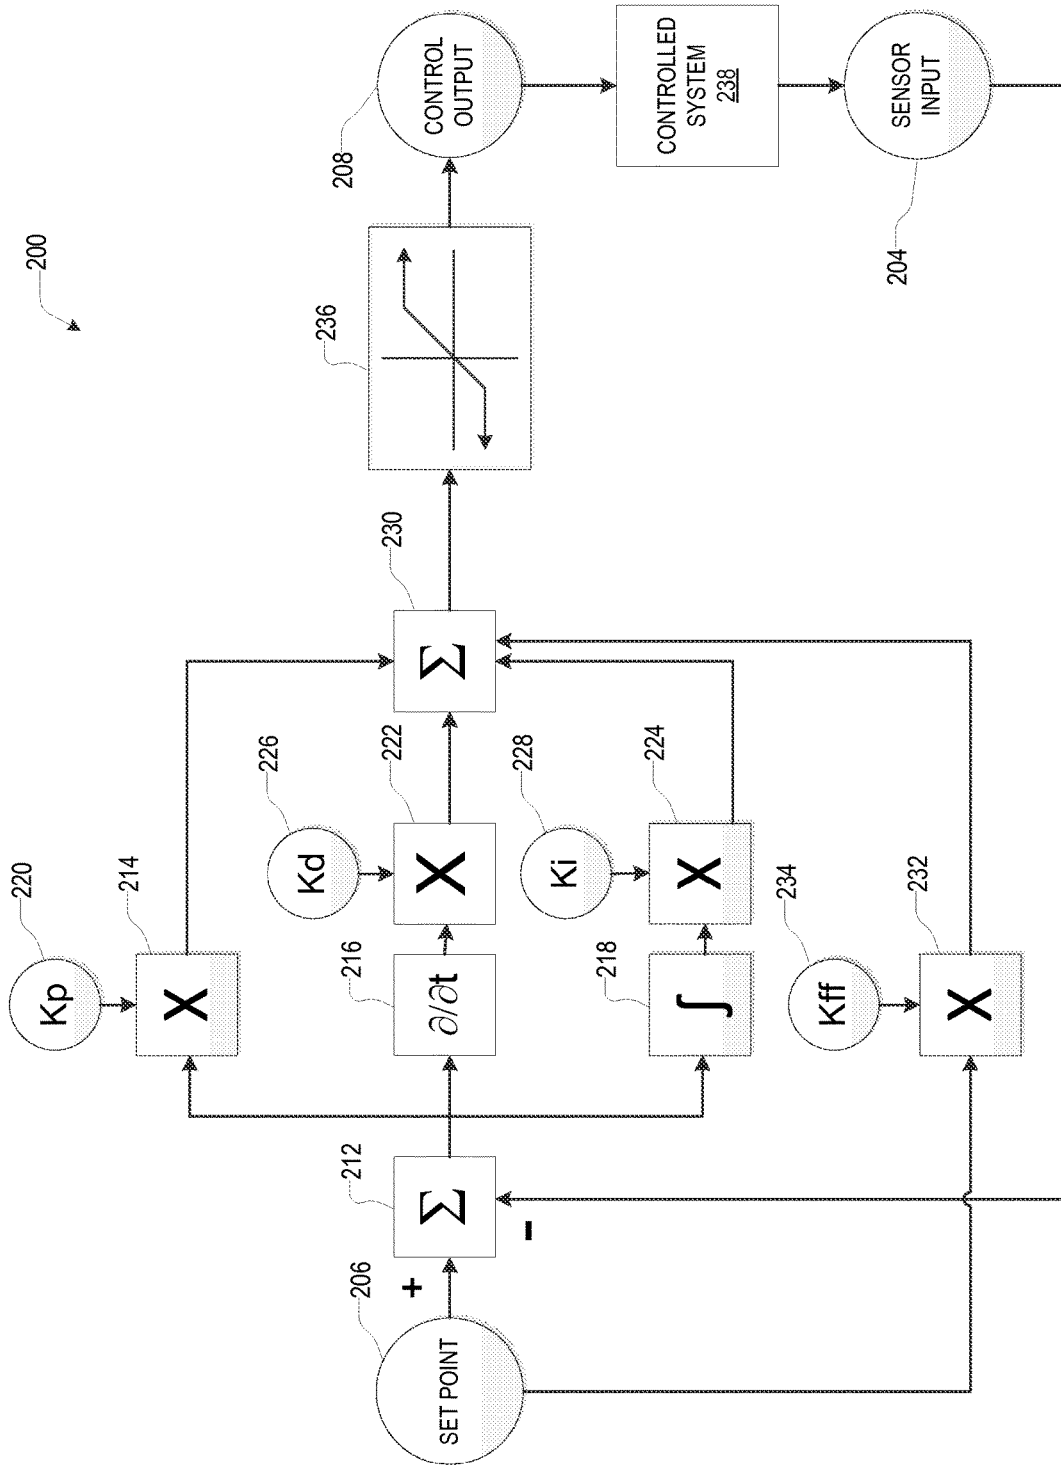 200
220
Kp
214
X
226
Kd
222
X
216
∂/∂t
228
Ki
224
X
218
∫
234
Kff
232
X
206
SET POINT
+
-
212
Σ
230
Σ
236
208
CONTROL
OUTPUT
CONTROLLED
SYSTEM
238
SENSOR
INPUT
204